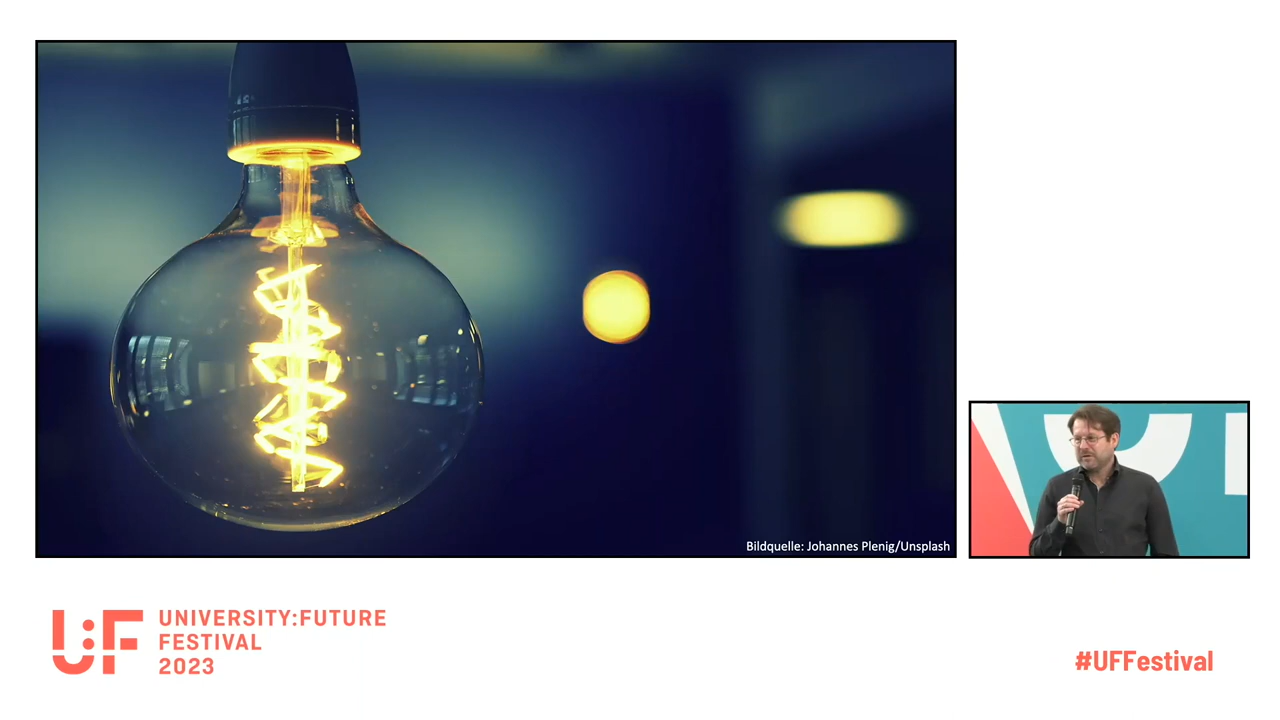 Bildquelle: Johannes Plenig/Unsplash
U:F
UNIVERSITY:FUTURE
FESTIVAL
2023
#UFFestival